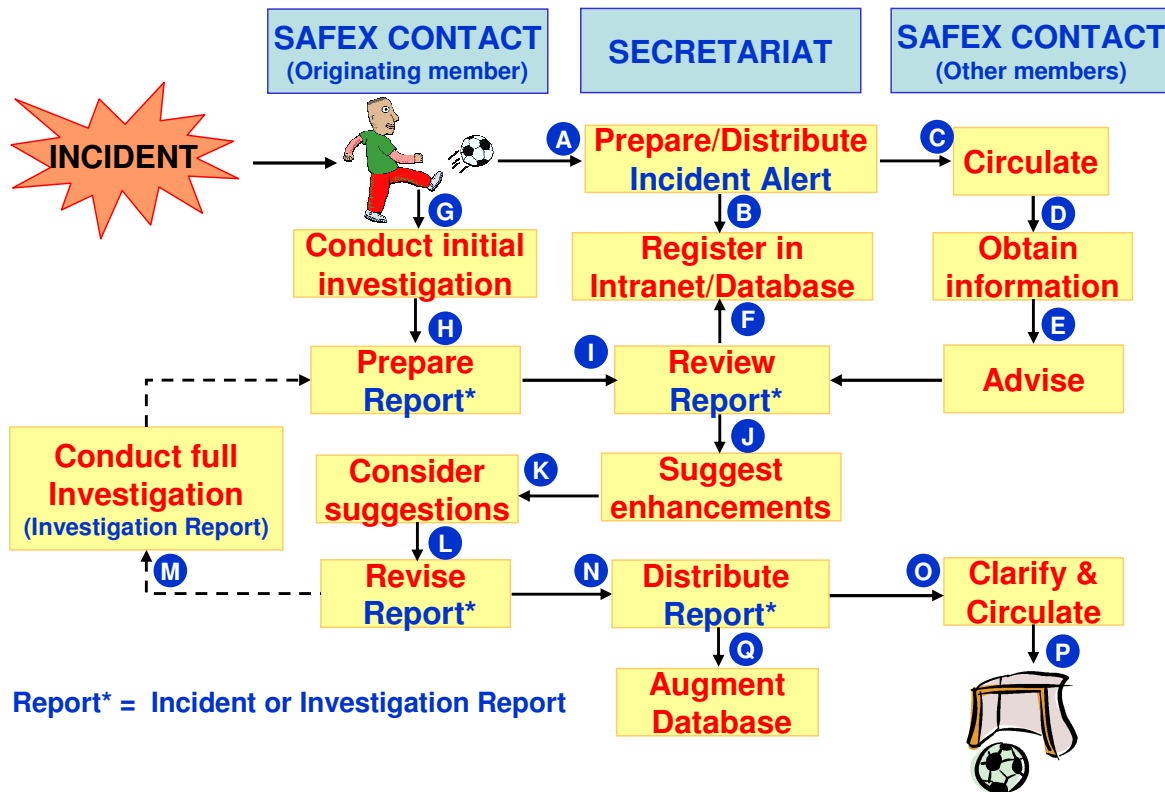 SAFEX CONTACT
(Originating member)
SECRETARIAT
SAFEX CONTACT
(Other members)
INCIDENT
A
Prepare/Distribute
Incident Alert
C
Circulate
G
B
D
Conduct initial
investigation
Register in
Intranet/Database
Obtain
information
H
F
E
Prepare
Report*
I
Review
Report*
Advise
J
Conduct full
Investigation
(Investigation Report)
Consider
suggestions
K
Suggest
enhancements
L
M
Revise
Report*
N
Distribute
Report*
O
Clarify &
Circulate
Q
P
Augment
Database
Report* = Incident or Investigation Report